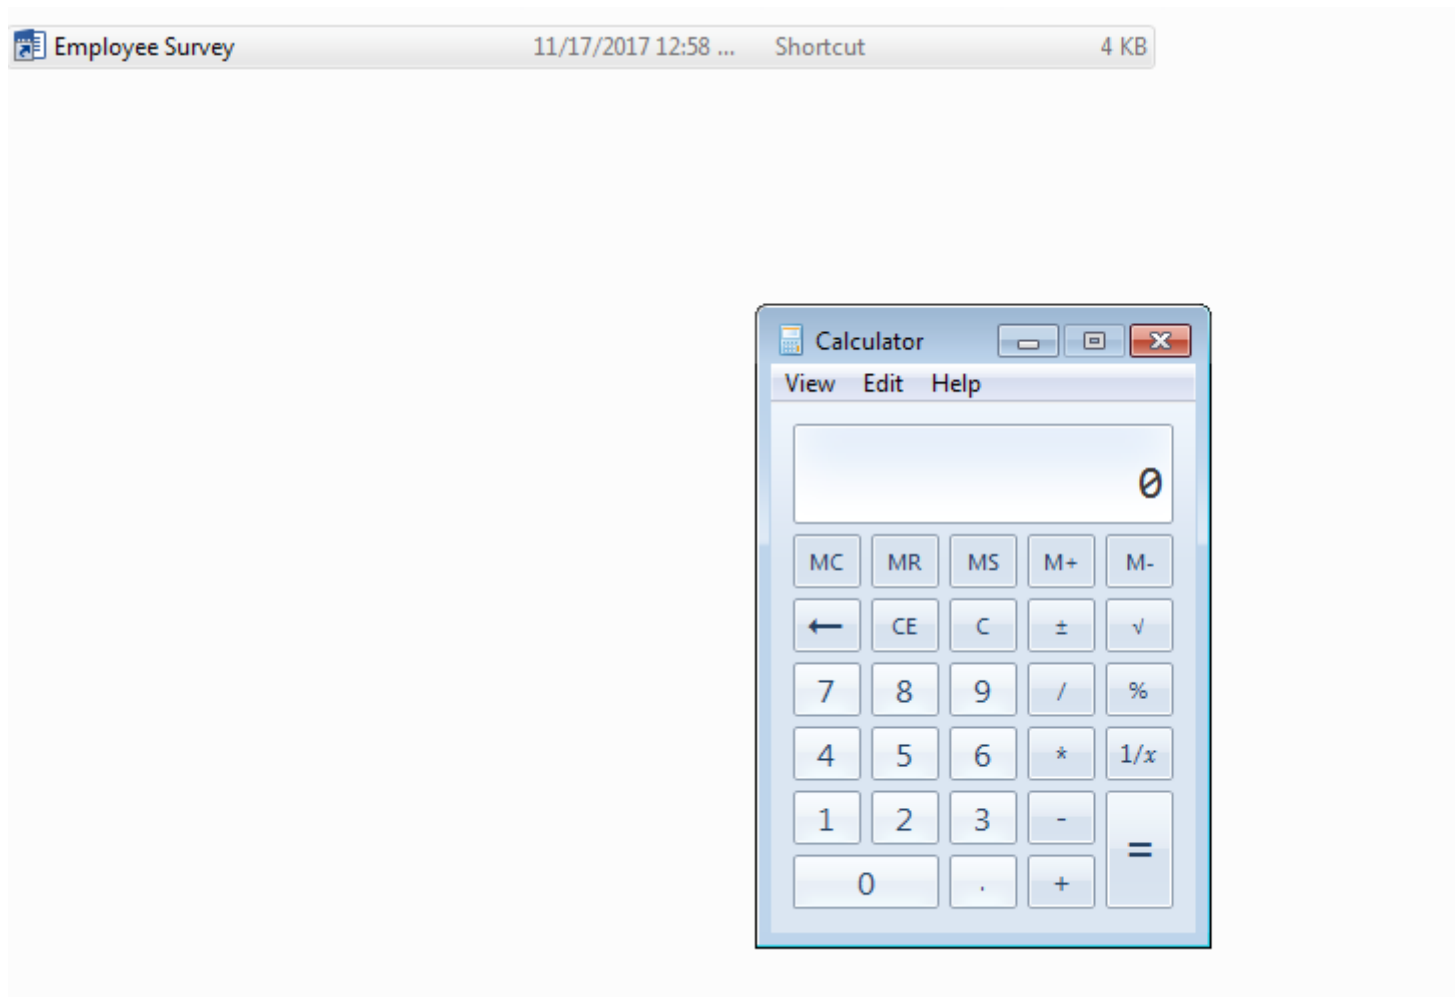 Employee Survey 11/17/2017 12:58 ... Shortcut 4 KB
Calculator
View Edit Help
0
MC MR MS M+ M-
← CE C ± √
7 8 9 / %
4 5 6 * 1/x
1 2 3 - =
0 . +